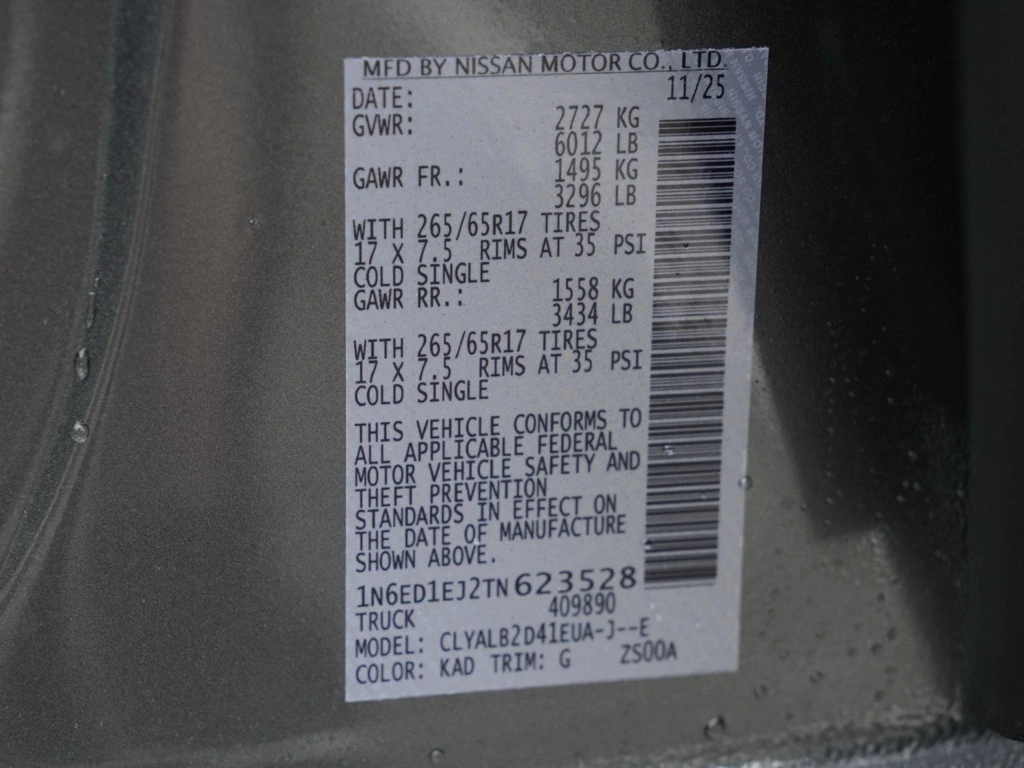 MFD BY NISSAN MOTOR CO., LTD.
DATE: 11/25
GVWR: 2727 KG
6012 LB
GAWR FR.: 1495 KG
3296 LB
WITH 265/65R17 TIRES
17 X 7.5 RIMS AT 35 PSI
COLD SINGLE
GAWR RR.: 1558 KG
3434 LB
WITH 265/65R17 TIRES
17 X 7.5 RIMS AT 35 PSI
COLD SINGLE
THIS VEHICLE CONFORMS TO
ALL APPLICABLE FEDERAL
MOTOR VEHICLE SAFETY AND
THEFT PREVENTION
STANDARDS IN EFFECT ON
THE DATE OF MANUFACTURE
SHOWN ABOVE.
1N6ED1EJ2TN623528
TRUCK 409890
MODEL: CLYALB2D41EUA-J--E
COLOR: KAD TRIM: G ZS00A